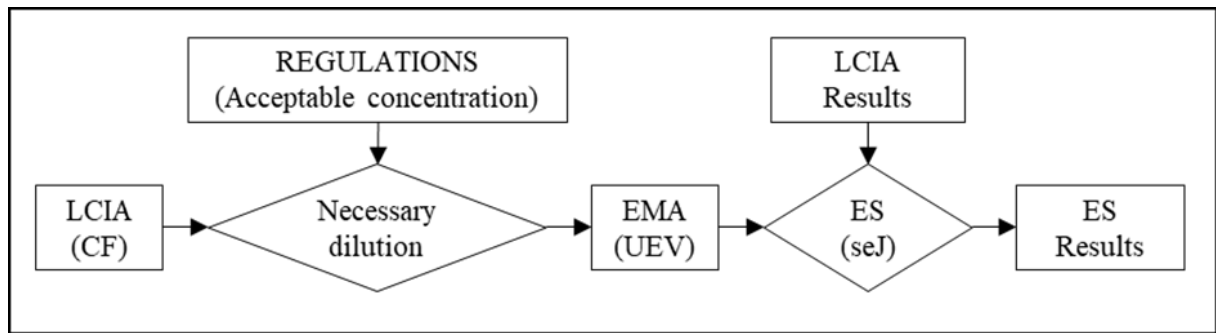 REGULATIONS
(Acceptable concentration)
LCIA
Results
LCIA
(CF)
Necessary
dilution
EMA
(UEV)
ES
(seJ)
ES
Results